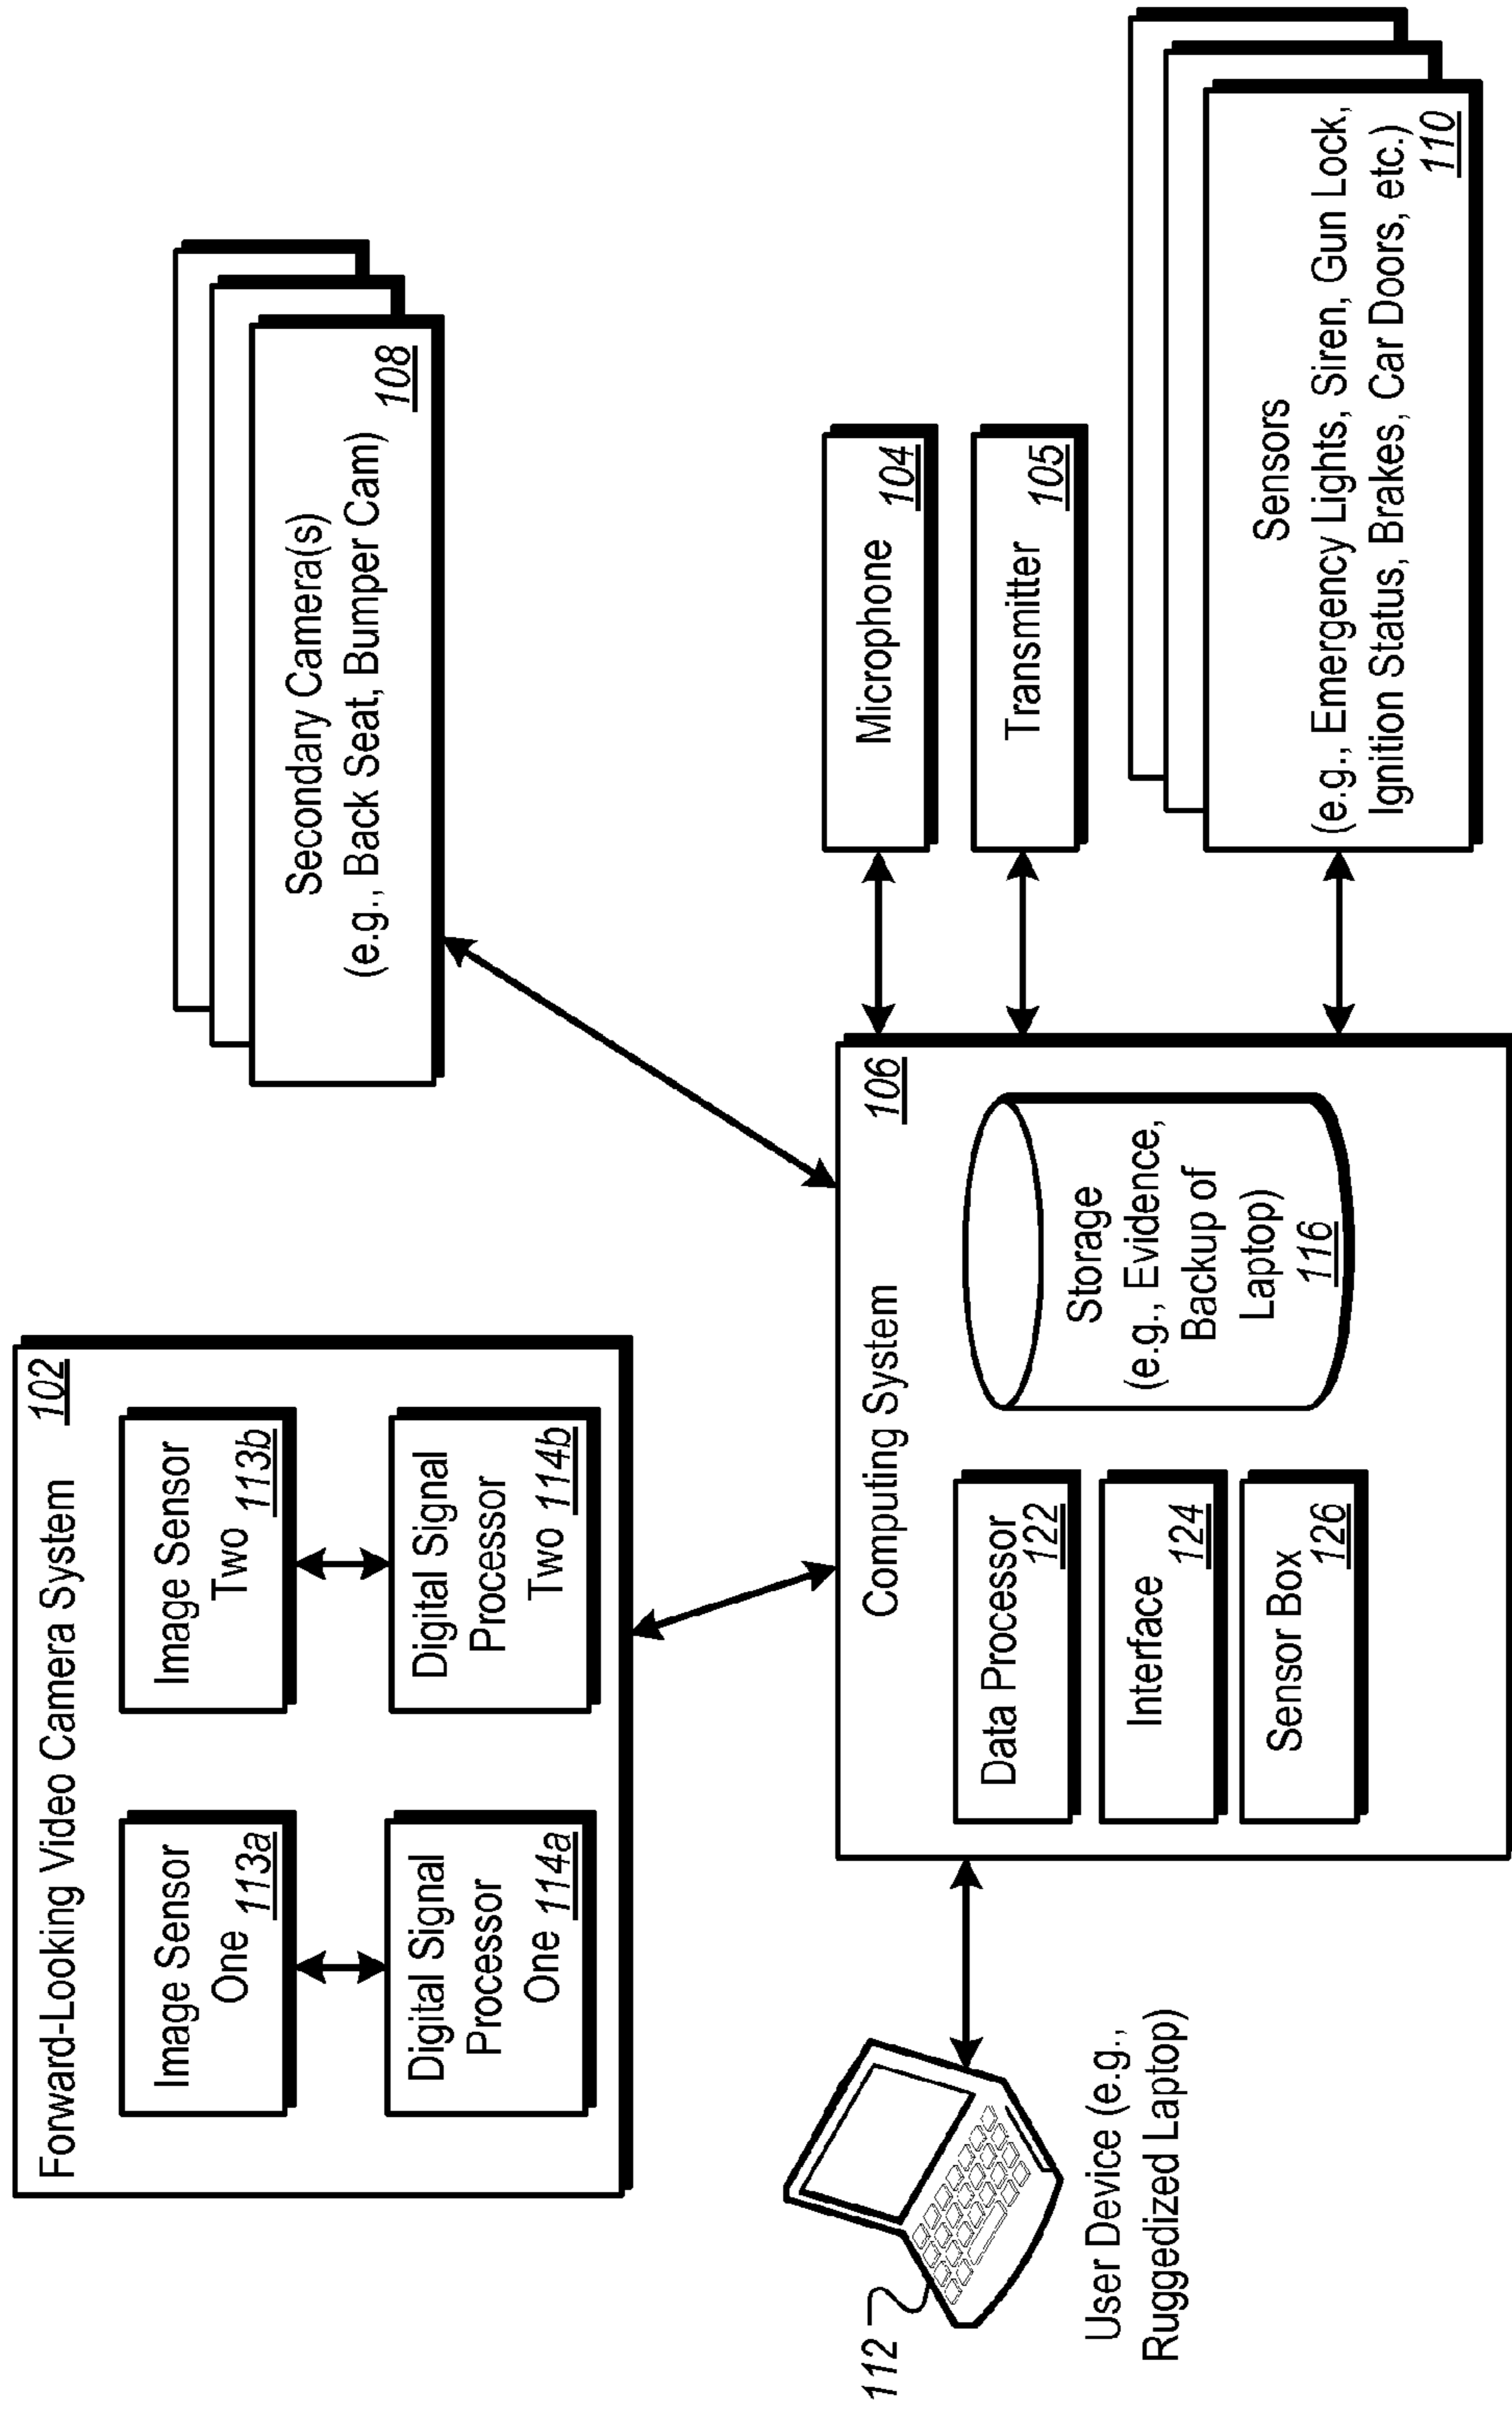 Forward-Looking Video Camera System
102
Image Sensor
One 113a
Image Sensor
Two 113b
Digital Signal
Processor
One 114a
Digital Signal
Processor
Two 114b
Secondary Camera(s)
(e.g., Back Seat, Bumper Cam)
108
112
User Device (e.g.,
Ruggedized Laptop)
Computing System
106
Data Processor
122
Interface
124
Sensor Box
126
Storage
(e.g., Evidence,
Backup of
Laptop)
116
Microphone
104
Transmitter
105
Sensors
(e.g., Emergency Lights, Siren, Gun Lock,
Ignition Status, Brakes, Car Doors, etc.)
110